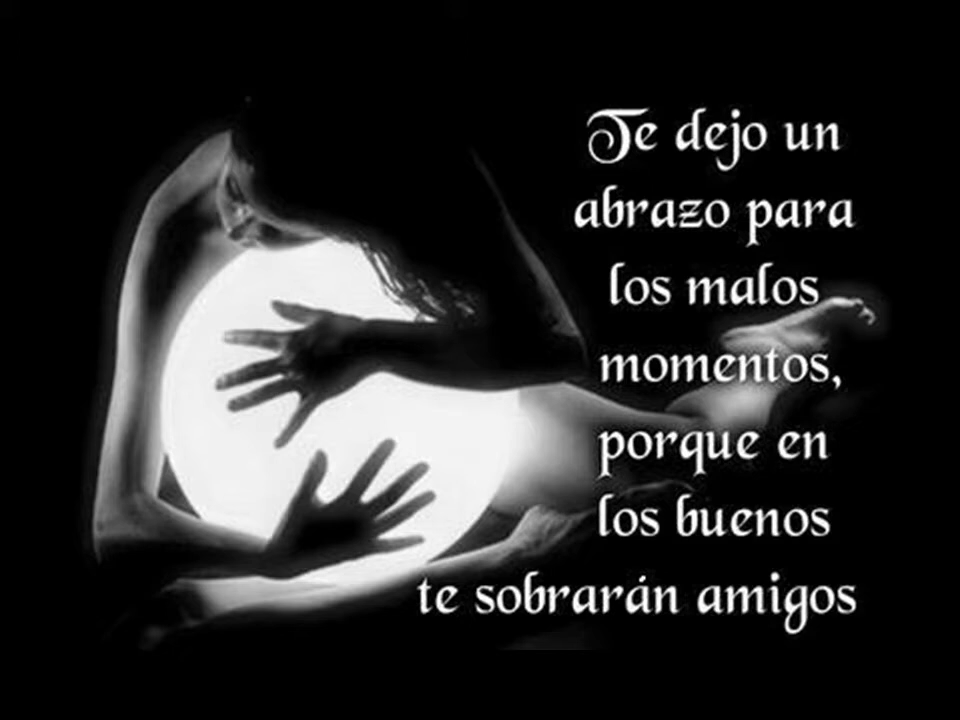 Te dejo un
abrazo para
los malos
momentos,
porque en
los buenos
te sobrarán amigos